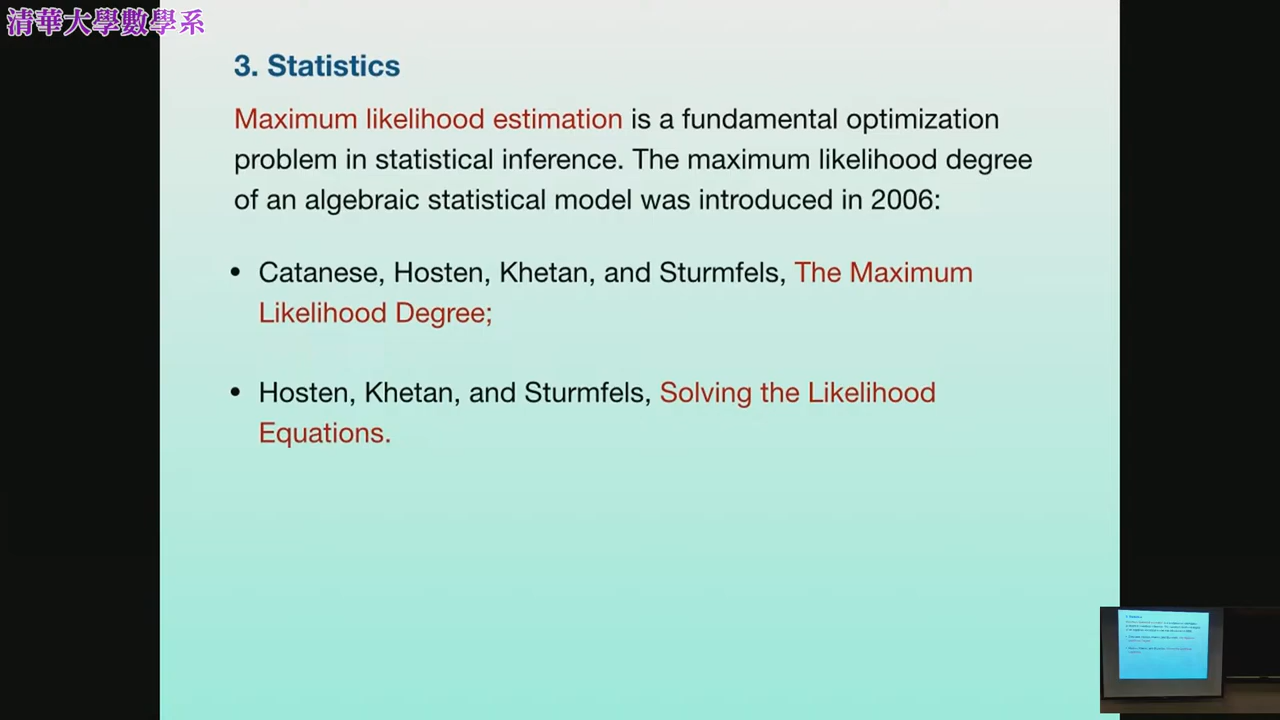 清華大學數學系
3. Statistics
Maximum likelihood estimation is a fundamental optimization
problem in statistical inference. The maximum likelihood degree
of an algebraic statistical model was introduced in 2006:
• Catanese, Hosten, Khetan, and Sturmfels, The Maximum
Likelihood Degree;
• Hosten, Khetan, and Sturmfels, Solving the Likelihood
Equations.